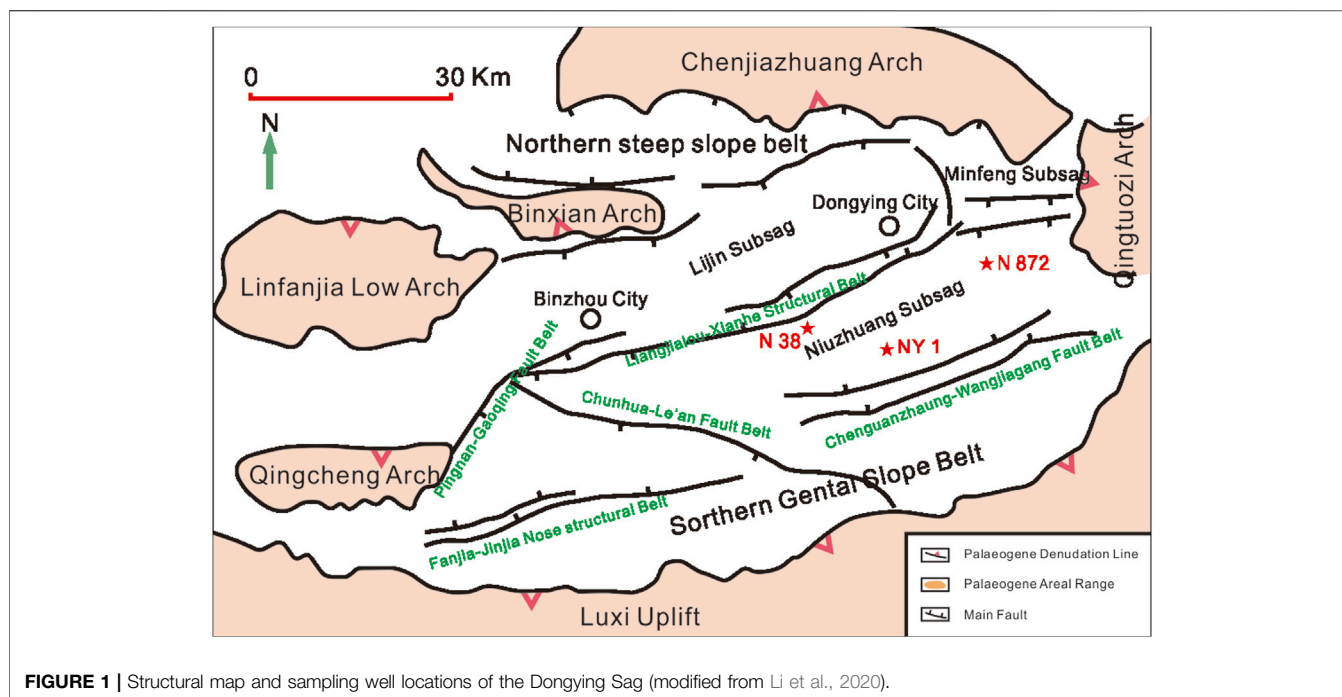 Chenjiazhuang Arch
0 30 Km
N
Northern steep slope belt
Qingtuozi Arch
Minfeng Subsag
Binxian Arch
Dongying City
Lijin Subsag
N 872
Linfanjia Low Arch
Binzhou City
Liangjialou-Xianhe Structural Belt
Niuzhuang Subsag
N 38
NY 1
Pingnan-Gaoqing Fault Belt
Chunhua-Le'an Fault Belt
Chenguanzhaung-Wangjiagang Fault Belt
Qingcheng Arch
Sorthern Gental Slope Belt
Fanjia-Jinjia Nose structural Belt
Luxi Uplift
Palaeogene Denudation Line
Palaeogene Areal Range
Main Fault
FIGURE 1 | Structural map and sampling well locations of the Dongying Sag (modified from Li et al., 2020).